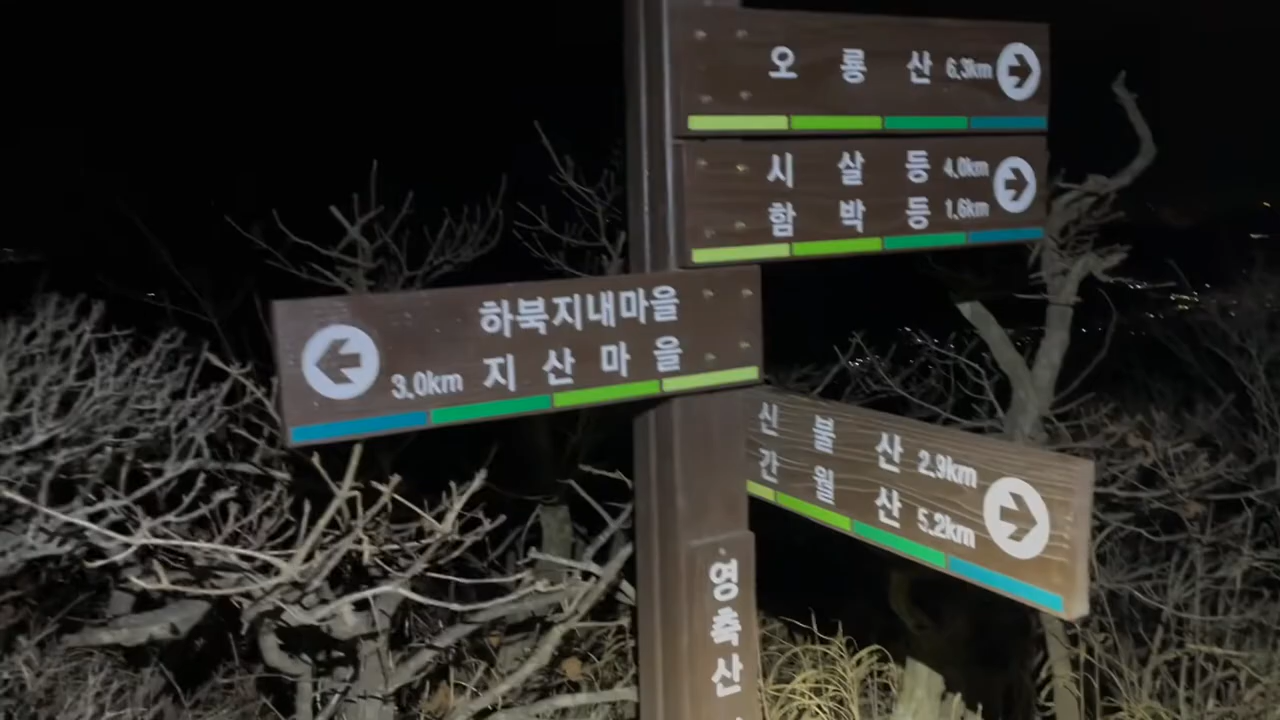 오룡산 6.3km
시살등 4.0km
함박등 1.6km
하북지내마을
3.0km 지산마을
신불산 2.9km
간월산 5.2km
영축산